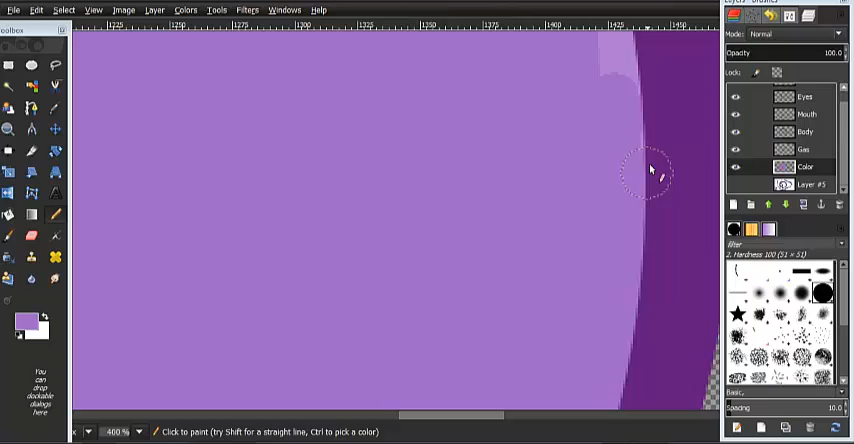 Layers - Brushes
File Edit Select View Image Layer Colors Tools Filters Windows Help
Toolbox
1225 1250 1275 1300 1325 1350 1375 1400 1425 1450
Mode: Normal
Opacity 100.0
Lock:
Eyes
Mouth
Body
Gas
Color
Layer #5
filter
2. Hardness 100 (51 × 51)
You
can
drop
dockable
dialogs
here
Basic,
Spacing 10.0
x 400 % Click to paint (try Shift for a straight line, Ctrl to pick a color)